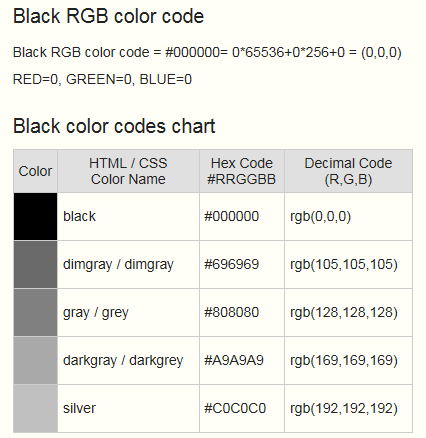 Black RGB color code
Black RGB color code = #000000= 0*65536+0*256+0 = (0,0,0)
RED=0, GREEN=0, BLUE=0
Black color codes chart
Color HTML / CSS Color Name Hex Code #RRGGBB Decimal Code (R,G,B)
black #000000 rgb(0,0,0)
dimgray / dimgray #696969 rgb(105,105,105)
gray / grey #808080 rgb(128,128,128)
darkgray / darkgrey #A9A9A9 rgb(169,169,169)
silver #C0C0C0 rgb(192,192,192)